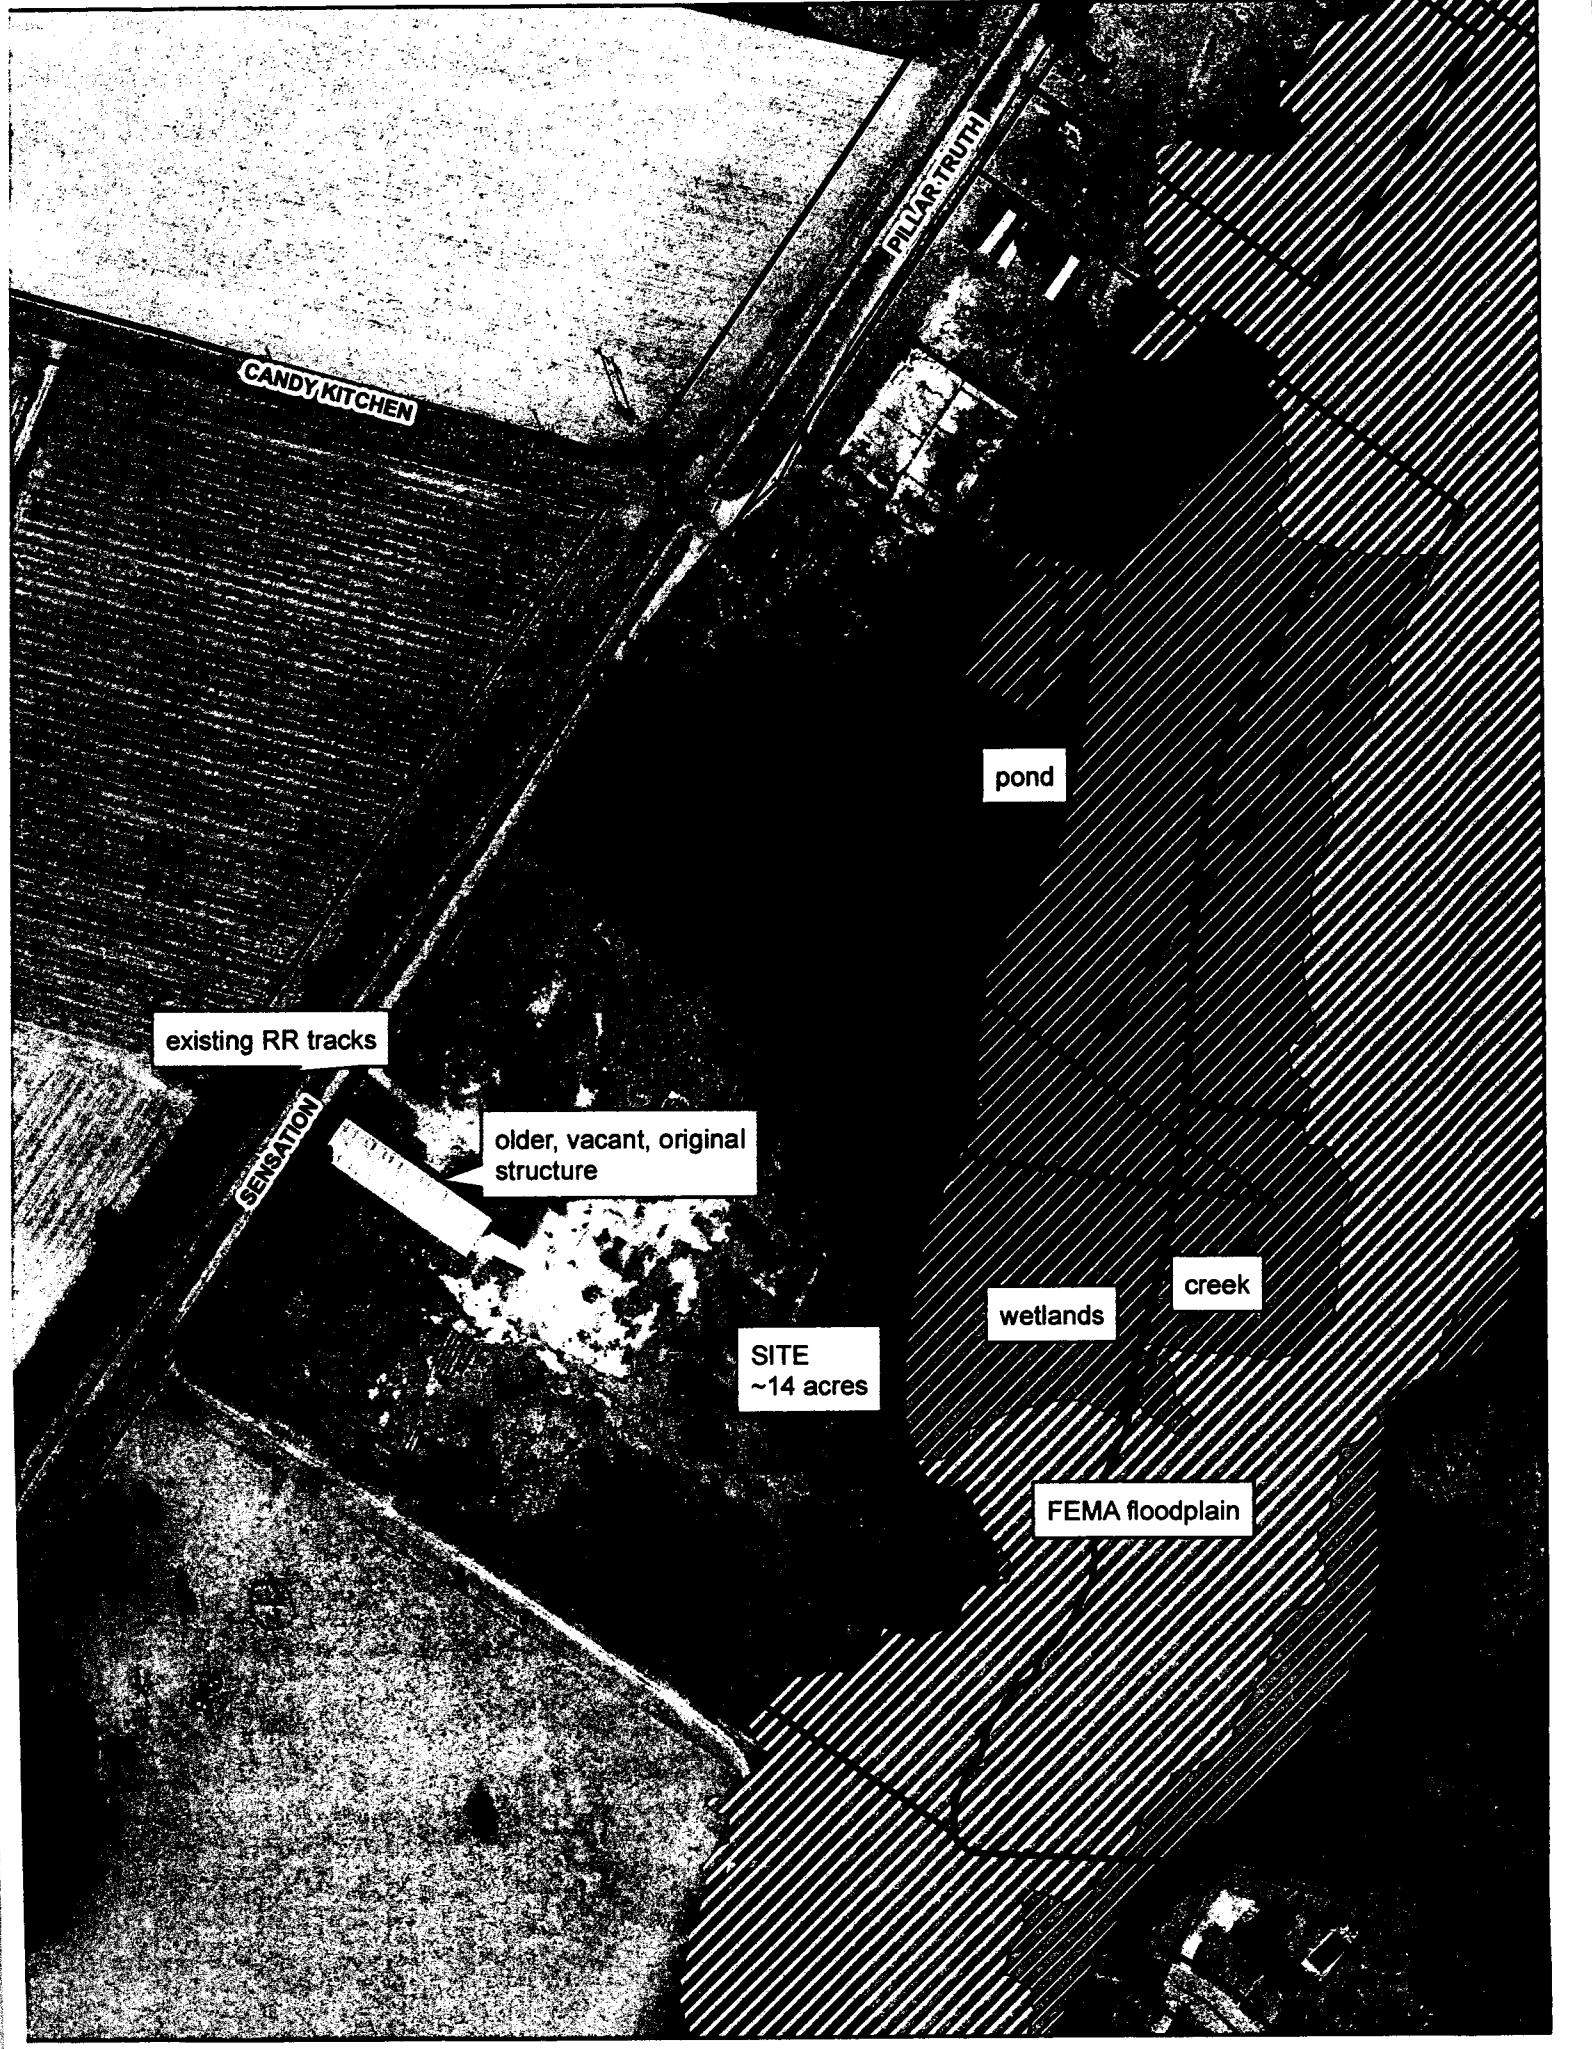 PILLAR TRUTH
CANDY KITCHEN
pond
existing RR tracks
SENSATION
older, vacant, original
structure
creek
wetlands
SITE
~14 acres
FEMA floodplain